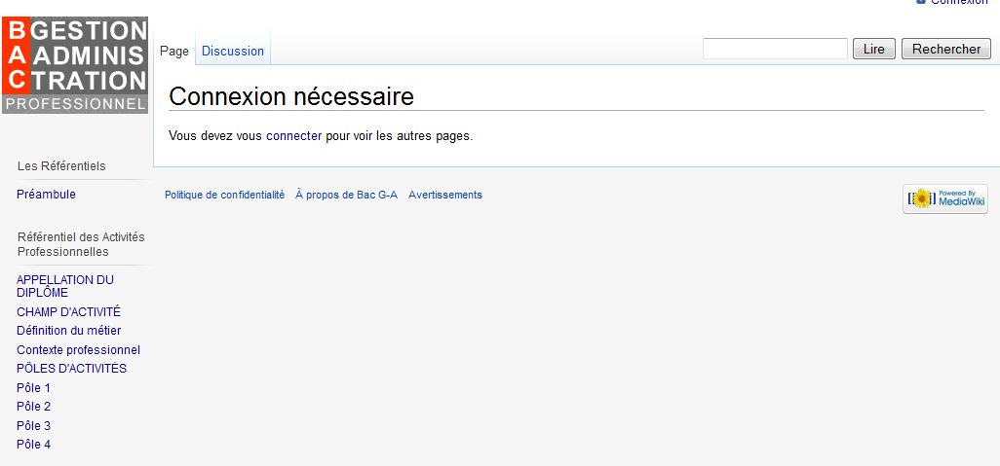 Connexion
BAC GESTION
ADMINIS
TRATION
PROFESSIONNEL
Page
Discussion
Lire
Rechercher
Connexion nécessaire
Vous devez vous connecter pour voir les autres pages.
Les Référentiels
Préambule
Politique de confidentialité
À propos de Bac G-A
Avertissements
Powered By
MediaWiki
Référentiel des Activités
Professionnelles
APPELLATION DU
DIPLÔME
CHAMP D'ACTIVITÉ
Définition du métier
Contexte professionnel
PÔLES D'ACTIVITÉS
Pôle 1
Pôle 2
Pôle 3
Pôle 4